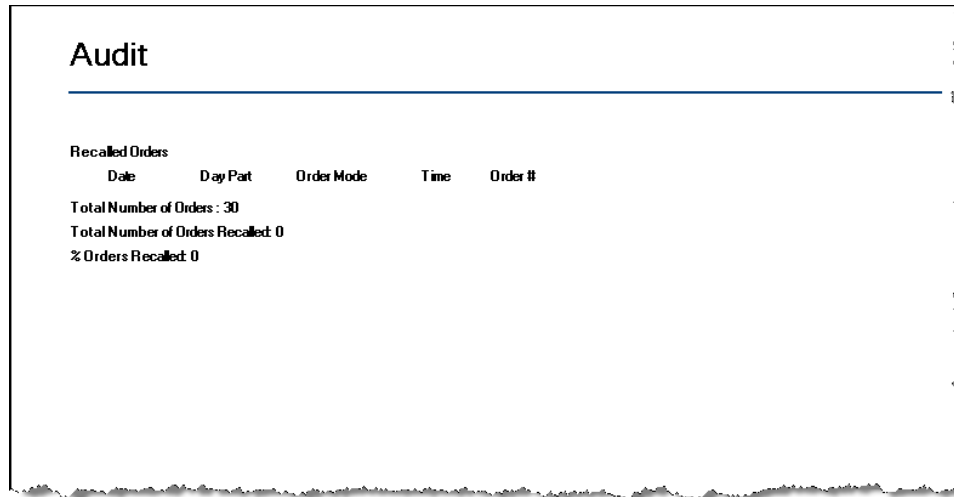 Audit
Recalled Orders
Date Day Part Order Mode Time Order #
Total Number of Orders : 30
Total Number of Orders Recalled: 0
% Orders Recalled: 0